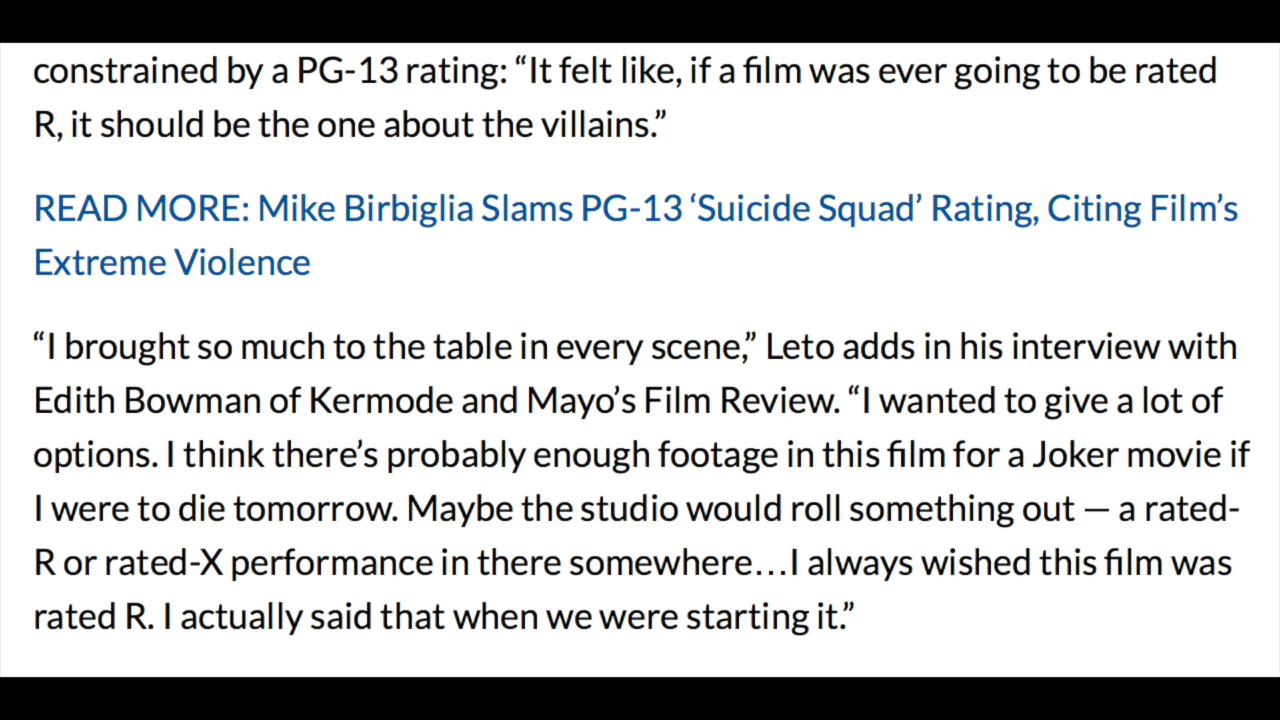 constrained by a PG-13 rating: “It felt like, if a film was ever going to be rated
R, it should be the one about the villains.”
READ MORE: Mike Birbiglia Slams PG-13 ‘Suicide Squad’ Rating, Citing Film’s
Extreme Violence
“I brought so much to the table in every scene,” Leto adds in his interview with
Edith Bowman of Kermode and Mayo’s Film Review. “I wanted to give a lot of
options. I think there’s probably enough footage in this film for a Joker movie if
I were to die tomorrow. Maybe the studio would roll something out — a rated-
R or rated-X performance in there somewhere…I always wished this film was
rated R. I actually said that when we were starting it.”